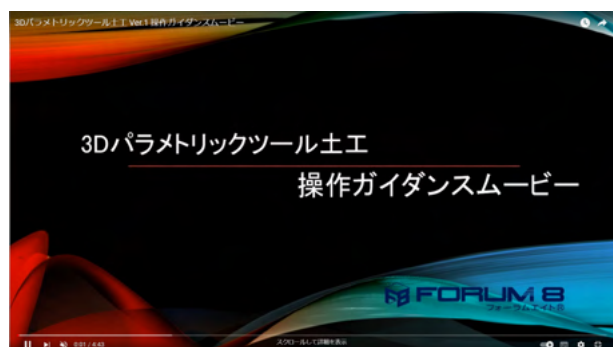 3Dパラメトリックツール土工 Ver.1 操作ガイダンスムービー
3Dパラメトリックツール土工
操作ガイダンスムービー
FORUM 8
フォーラムエイト
0:01 / 4:43
スクロールして詳細を表示